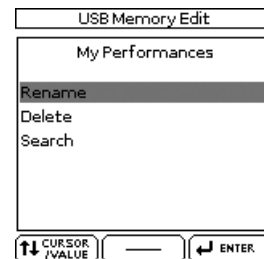 USB Memory Edit
My Performances
Rename
Delete
Search
CURSOR
/VALUE
ENTER